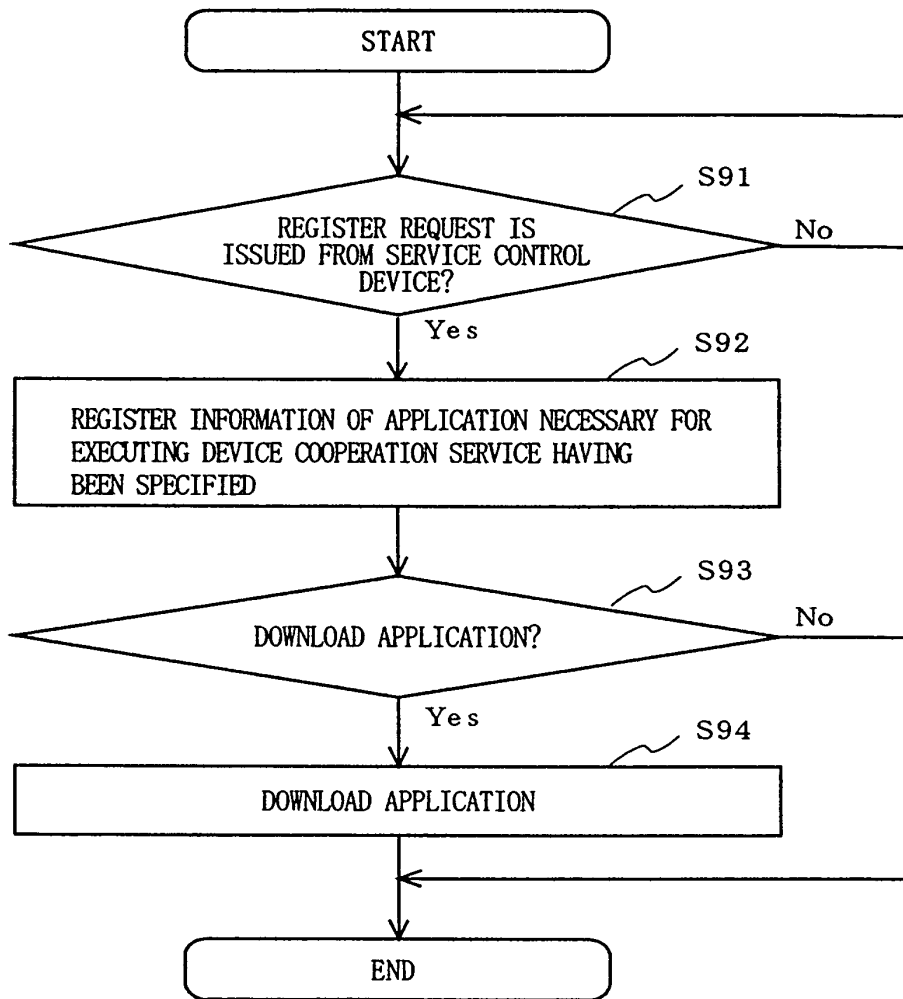 START
S91
REGISTER REQUEST IS
ISSUED FROM SERVICE CONTROL
DEVICE?
No
Yes
S92
REGISTER INFORMATION OF APPLICATION NECESSARY FOR
EXECUTING DEVICE COOPERATION SERVICE HAVING
BEEN SPECIFIED
S93
DOWNLOAD APPLICATION?
No
Yes
S94
DOWNLOAD APPLICATION
END